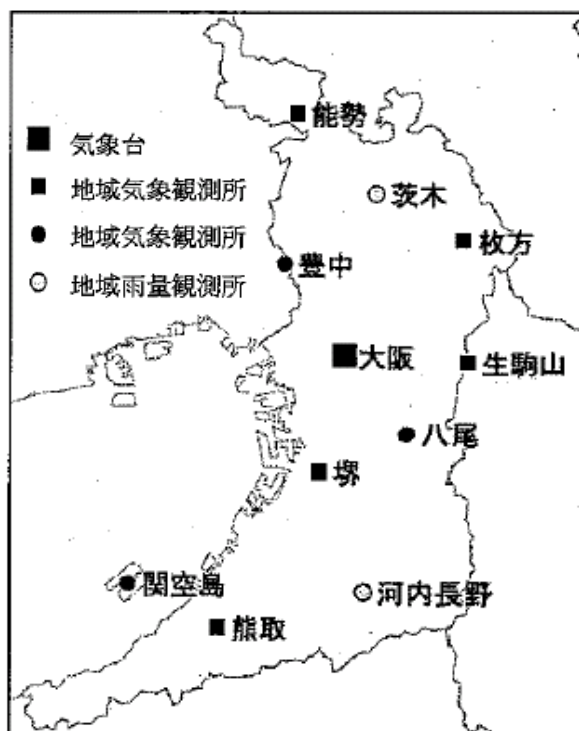 能勢
気象台
地域気象観測所
茨木
地域気象観測所
枚方
豊中
地域雨量観測所
大阪
生駒山
八尾
堺
関空島
河内長野
熊取